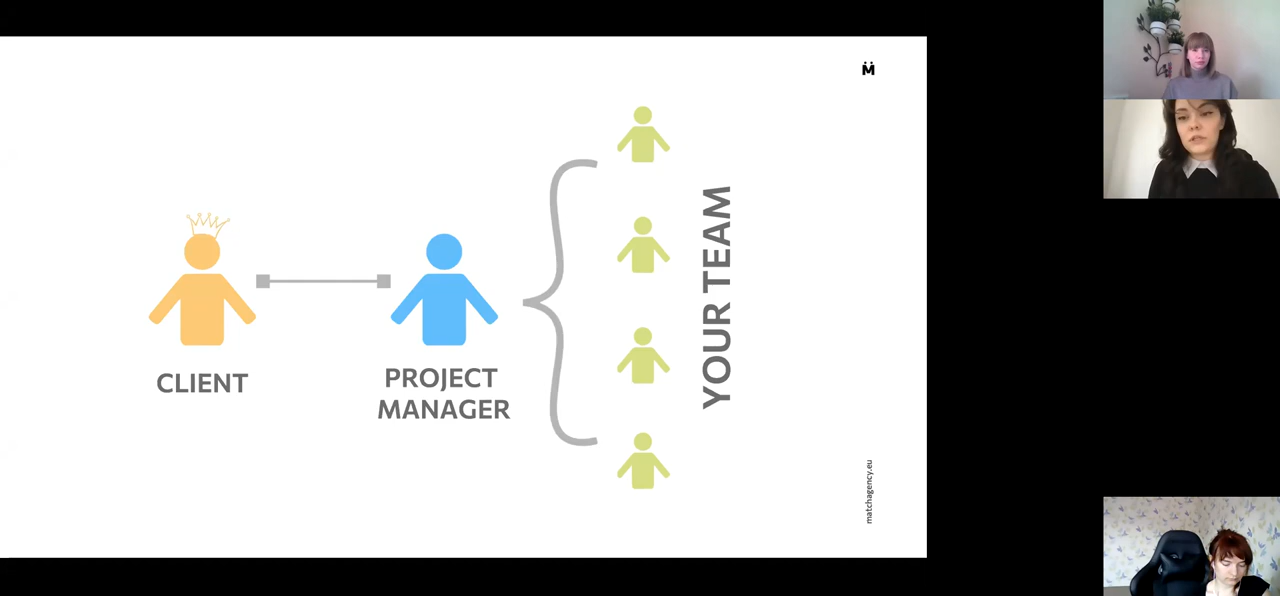 M̈
CLIENT
PROJECT
MANAGER
YOUR TEAM
matchagency.eu